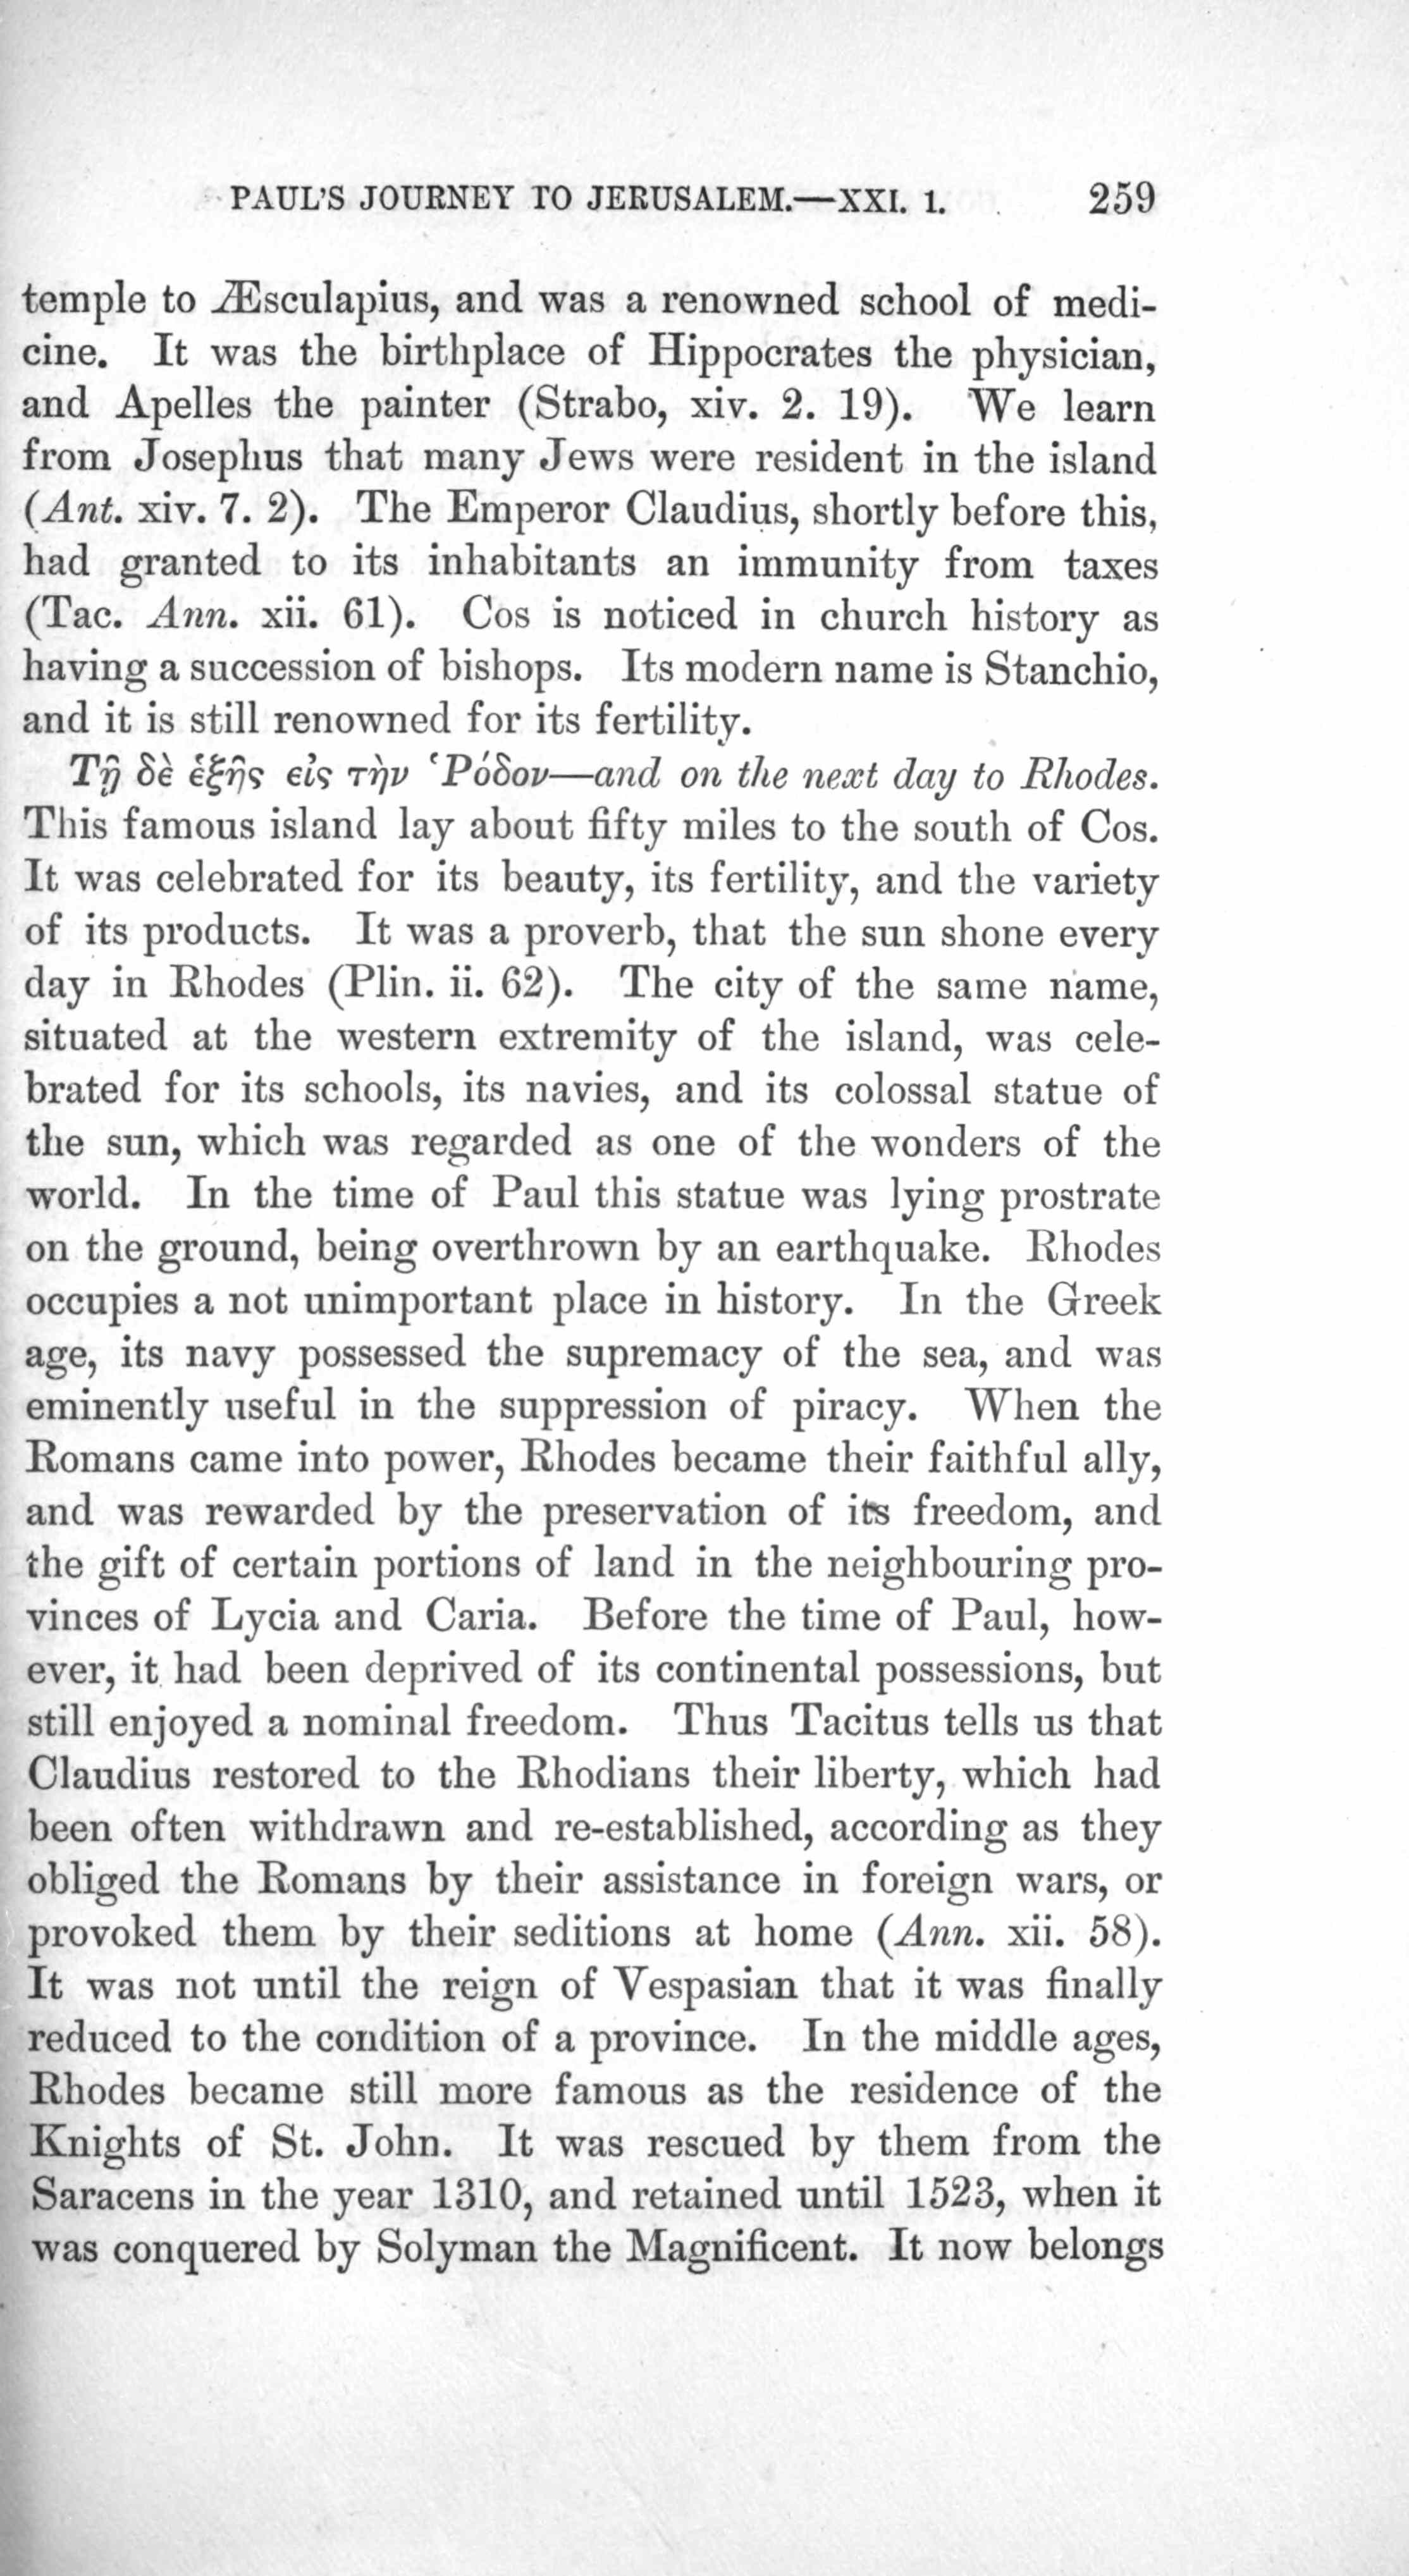 PAUL'S JOURNEY TO JERUSALEM.—XXI. 1. 259
temple to Æsculapius, and was a renowned school of medi-
cine. It was the birthplace of Hippocrates the physician,
and Apelles the painter (Strabo, xiv. 2. 19). We learn
from Josephus that many Jews were resident in the island
(Ant. xiv. 7. 2). The Emperor Claudius, shortly before this,
had granted to its inhabitants an immunity from taxes
(Tac. Ann. xii. 61). Cos is noticed in church history as
having a succession of bishops. Its modern name is Stanchio,
and it is still renowned for its fertility.
Τῇ δὲ ἑξῆς εἰς τὴν Ῥόδον—and on the next day to Rhodes.
This famous island lay about fifty miles to the south of Cos.
It was celebrated for its beauty, its fertility, and the variety
of its products. It was a proverb, that the sun shone every
day in Rhodes (Plin. ii. 62). The city of the same name,
situated at the western extremity of the island, was cele-
brated for its schools, its navies, and its colossal statue of
the sun, which was regarded as one of the wonders of the
world. In the time of Paul this statue was lying prostrate
on the ground, being overthrown by an earthquake. Rhodes
occupies a not unimportant place in history. In the Greek
age, its navy possessed the supremacy of the sea, and was
eminently useful in the suppression of piracy. When the
Romans came into power, Rhodes became their faithful ally,
and was rewarded by the preservation of its freedom, and
the gift of certain portions of land in the neighbouring pro-
vinces of Lycia and Caria. Before the time of Paul, how-
ever, it had been deprived of its continental possessions, but
still enjoyed a nominal freedom. Thus Tacitus tells us that
Claudius restored to the Rhodians their liberty, which had
been often withdrawn and re-established, according as they
obliged the Romans by their assistance in foreign wars, or
provoked them by their seditions at home (Ann. xii. 58).
It was not until the reign of Vespasian that it was finally
reduced to the condition of a province. In the middle ages,
Rhodes became still more famous as the residence of the
Knights of St. John. It was rescued by them from the
Saracens in the year 1310, and retained until 1523, when it
was conquered by Solyman the Magnificent. It now belongs